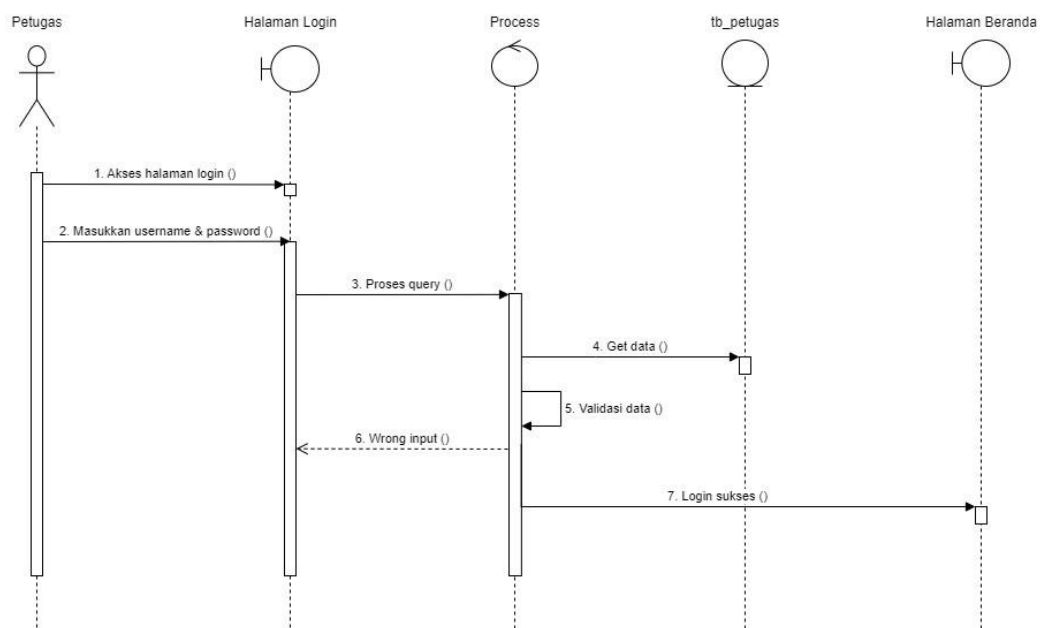 Petugas
Halaman Login
Process
tb_petugas
Halaman Beranda
1. Akses halaman login ()
2. Masukkan username & password ()
3. Proses query ()
4. Get data ()
5. Validasi data ()
6. Wrong input ()
7. Login sukses ()